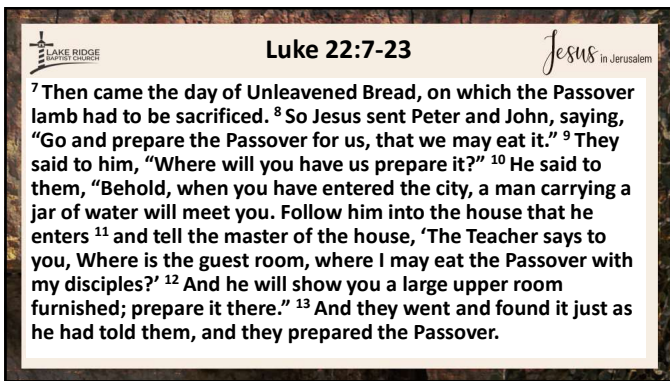 LAKE RIDGE
BAPTIST CHURCH
Luke 22:7-23
Jesus in Jerusalem
7 Then came the day of Unleavened Bread, on which the Passover
lamb had to be sacrificed. 8 So Jesus sent Peter and John, saying,
“Go and prepare the Passover for us, that we may eat it.” 9 They
said to him, “Where will you have us prepare it?” 10 He said to
them, “Behold, when you have entered the city, a man carrying a
jar of water will meet you. Follow him into the house that he
enters 11 and tell the master of the house, ‘The Teacher says to
you, Where is the guest room, where I may eat the Passover with
my disciples?’ 12 And he will show you a large upper room
furnished; prepare it there.” 13 And they went and found it just as
he had told them, and they prepared the Passover.